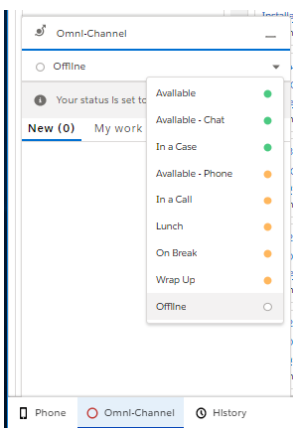 Omni-Channel
Offline
Your status is set to
New (0) My work
Available
Available - Chat
In a Case
Available - Phone
In a Call
Lunch
On Break
Wrap Up
Offline
Phone Omni-Channel History